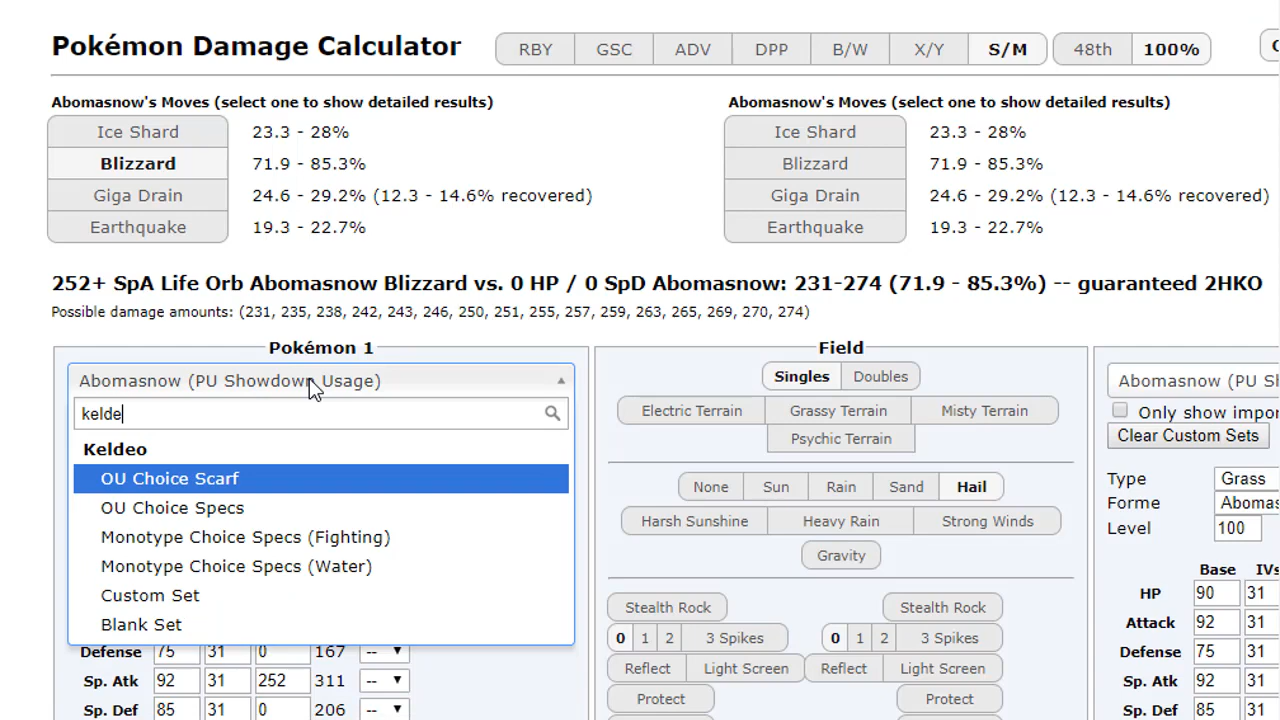 Pokémon Damage Calculator RBY GSC ADV DPP B/W X/Y S/M 48th 100%
Abomasnow's Moves (select one to show detailed results) Abomasnow's Moves (select one to show detailed results)
Ice Shard 23.3 - 28% Ice Shard 23.3 - 28%
Blizzard 71.9 - 85.3% Blizzard 71.9 - 85.3%
Giga Drain 24.6 - 29.2% (12.3 - 14.6% recovered) Giga Drain 24.6 - 29.2% (12.3 - 14.6% recovered)
Earthquake 19.3 - 22.7% Earthquake 19.3 - 22.7%
252+ SpA Life Orb Abomasnow Blizzard vs. 0 HP / 0 SpD Abomasnow: 231-274 (71.9 - 85.3%) -- guaranteed 2HKO
Possible damage amounts: (231, 235, 238, 242, 243, 246, 250, 251, 255, 257, 259, 263, 265, 269, 270, 274)
Pokémon 1
Abomasnow (PU Showdown Usage)
kelde
Keldeo
OU Choice Scarf
OU Choice Specs
Monotype Choice Specs (Fighting)
Monotype Choice Specs (Water)
Custom Set
Blank Set
Defense 75 31 0 167 --
Sp. Atk 92 31 252 311 --
Sp. Def 85 31 0 206 --
Field
Singles Doubles
Electric Terrain Grassy Terrain Misty Terrain
Psychic Terrain
None Sun Rain Sand Hail
Harsh Sunshine Heavy Rain Strong Winds
Gravity
Stealth Rock Stealth Rock
0 1 2 3 Spikes 0 1 2 3 Spikes
Reflect Light Screen Reflect Light Screen
Protect Protect
Abomasnow (PU Sh
Only show impor
Clear Custom Sets
Type Grass
Forme Abomas
Level 100
Base IVs
HP 90 31
Attack 92 31
Defense 75 31
Sp. Atk 92 31
Sp. Def 85 31